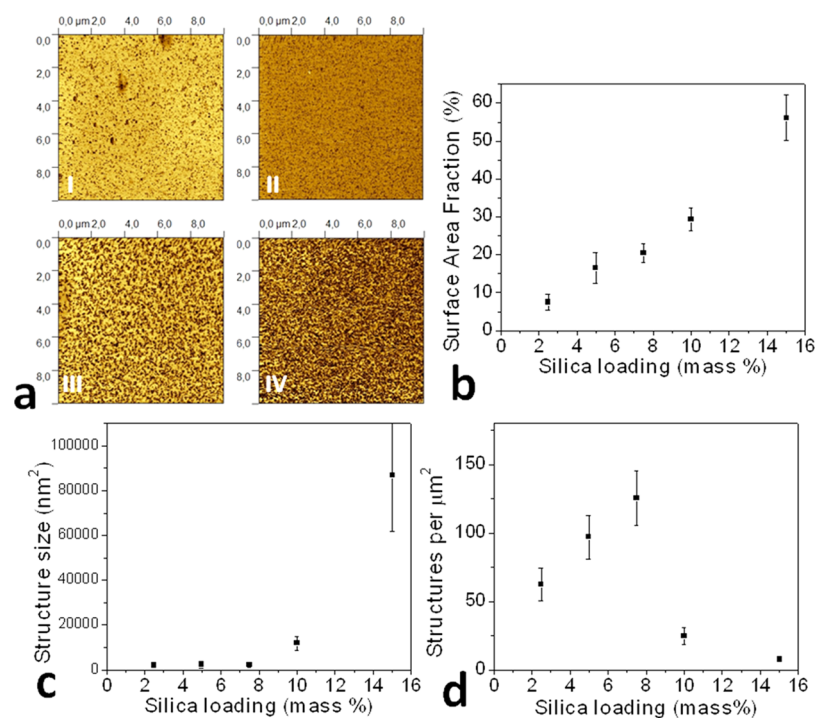 0,0 µm 2,0 4,0 6,0 8,0
0,0
2,0
4,0
6,0
8,0
I
0,0 µm 2,0 4,0 6,0 8,0
0,0
2,0
4,0
6,0
8,0
II
0,0 µm 2,0 4,0 6,0 8,0
0,0
2,0
4,0
6,0
8,0
III
0,0 µm 2,0 4,0 6,0 8,0
0,0
2,0
4,0
6,0
8,0
IV
a
Surface Area Fraction (%)
60
50
40
30
20
10
0
0 2 4 6 8 10 12 14 16
Silica loading (mass %)
b
Structure size (nm²)
100000
80000
60000
40000
20000
0
0 2 4 6 8 10 12 14 16
Silica loading (mass %)
c
Structures per µm²
150
100
50
0
0 2 4 6 8 10 12 14 16
Silica loading (mass%)
d